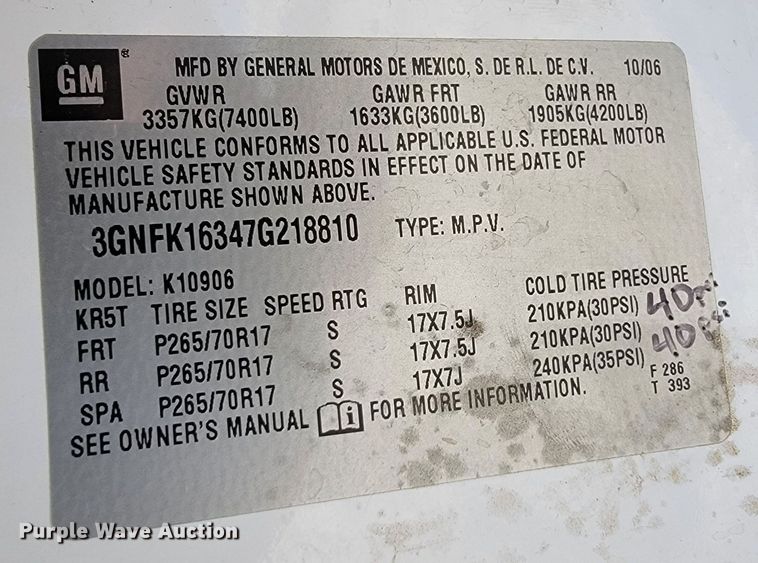 GM
MFD BY GENERAL MOTORS DE MEXICO, S. DE R.L. DE C.V. 10/06
GVWR GAWR FRT GAWR RR
3357KG(7400LB) 1633KG(3600LB) 1905KG(4200LB)
THIS VEHICLE CONFORMS TO ALL APPLICABLE U.S. FEDERAL MOTOR
VEHICLE SAFETY STANDARDS IN EFFECT ON THE DATE OF
MANUFACTURE SHOWN ABOVE.
3GNFK16347G218810 TYPE: M.P.V.
MODEL: K10906
KR5T TIRE SIZE SPEED RTG RIM COLD TIRE PRESSURE
FRT P265/70R17 S 17X7.5J 210KPA(30PSI) 40 psi
RR P265/70R17 S 17X7.5J 210KPA(30PSI) 40 psi
SPA P265/70R17 S 17X7J 240KPA(35PSI) F 286
T 393
SEE OWNER'S MANUAL i FOR MORE INFORMATION.
Purple Wave Auction